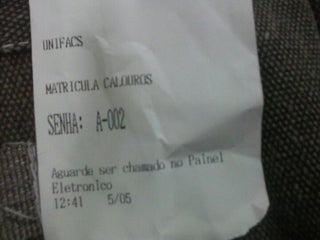 UNIFACS
MATRICULA CALOUROS
SENHA: A-002
Aguarde ser chamado no Painel
Eletronico
12:41 5/05